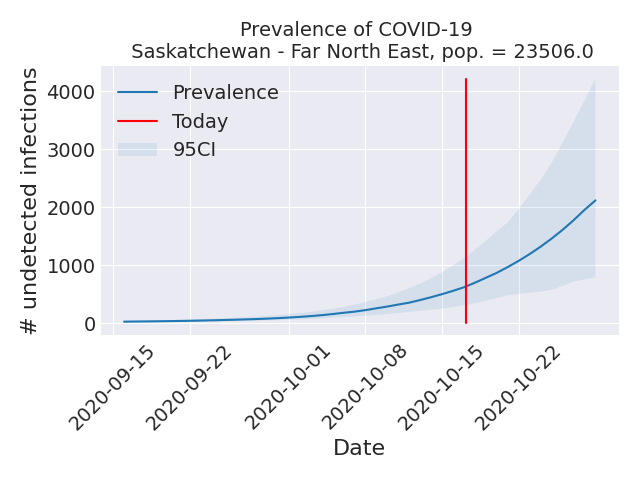 Prevalence of COVID-19
Saskatchewan - Far North East, pop. = 23506.0
# undetected infections
4000
3000
2000
1000
0
Prevalence
Today
95CI
2020-09-15
2020-09-22
2020-10-01
2020-10-08
2020-10-15
2020-10-22
Date